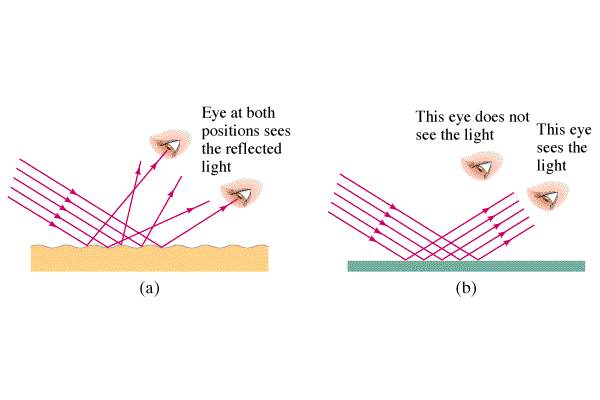 Eye at both
positions sees
the reflected
light
This eye does not
see the light
This eye
sees the
light
(a)
(b)